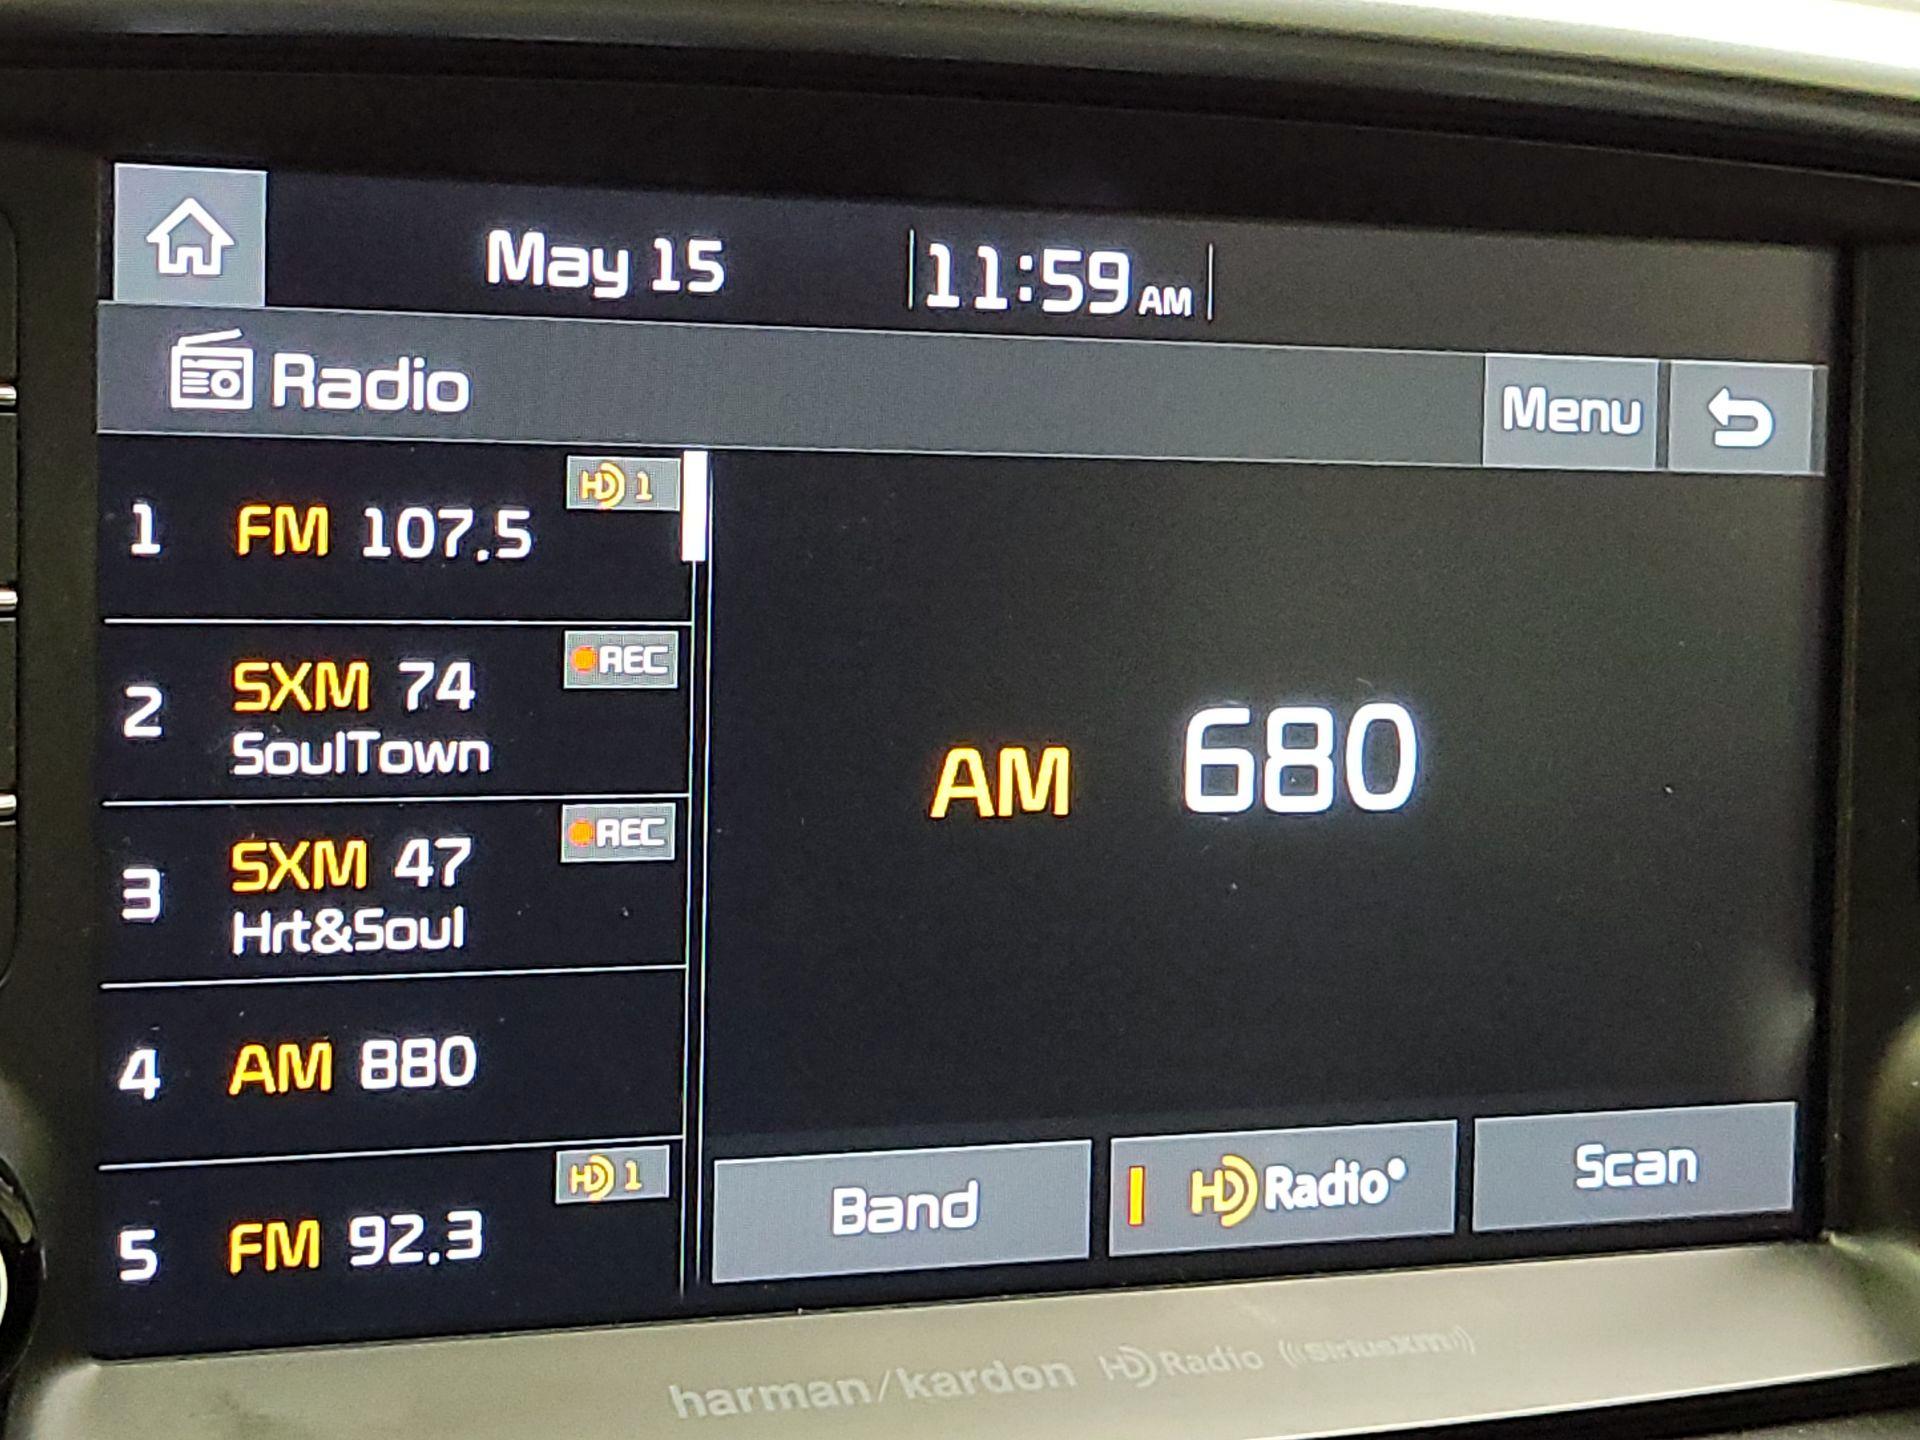 May 15
11:59 AM
Radio
Menu
1 FM 107.5 HD 1
2 SXM 74 REC
SoulTown
3 SXM 47 REC
Hrt&Soul
4 AM 880
5 FM 92.3 HD 1
AM 680
Band
HD Radio
Scan
harman/kardon HD Radio ((SiriusXM))